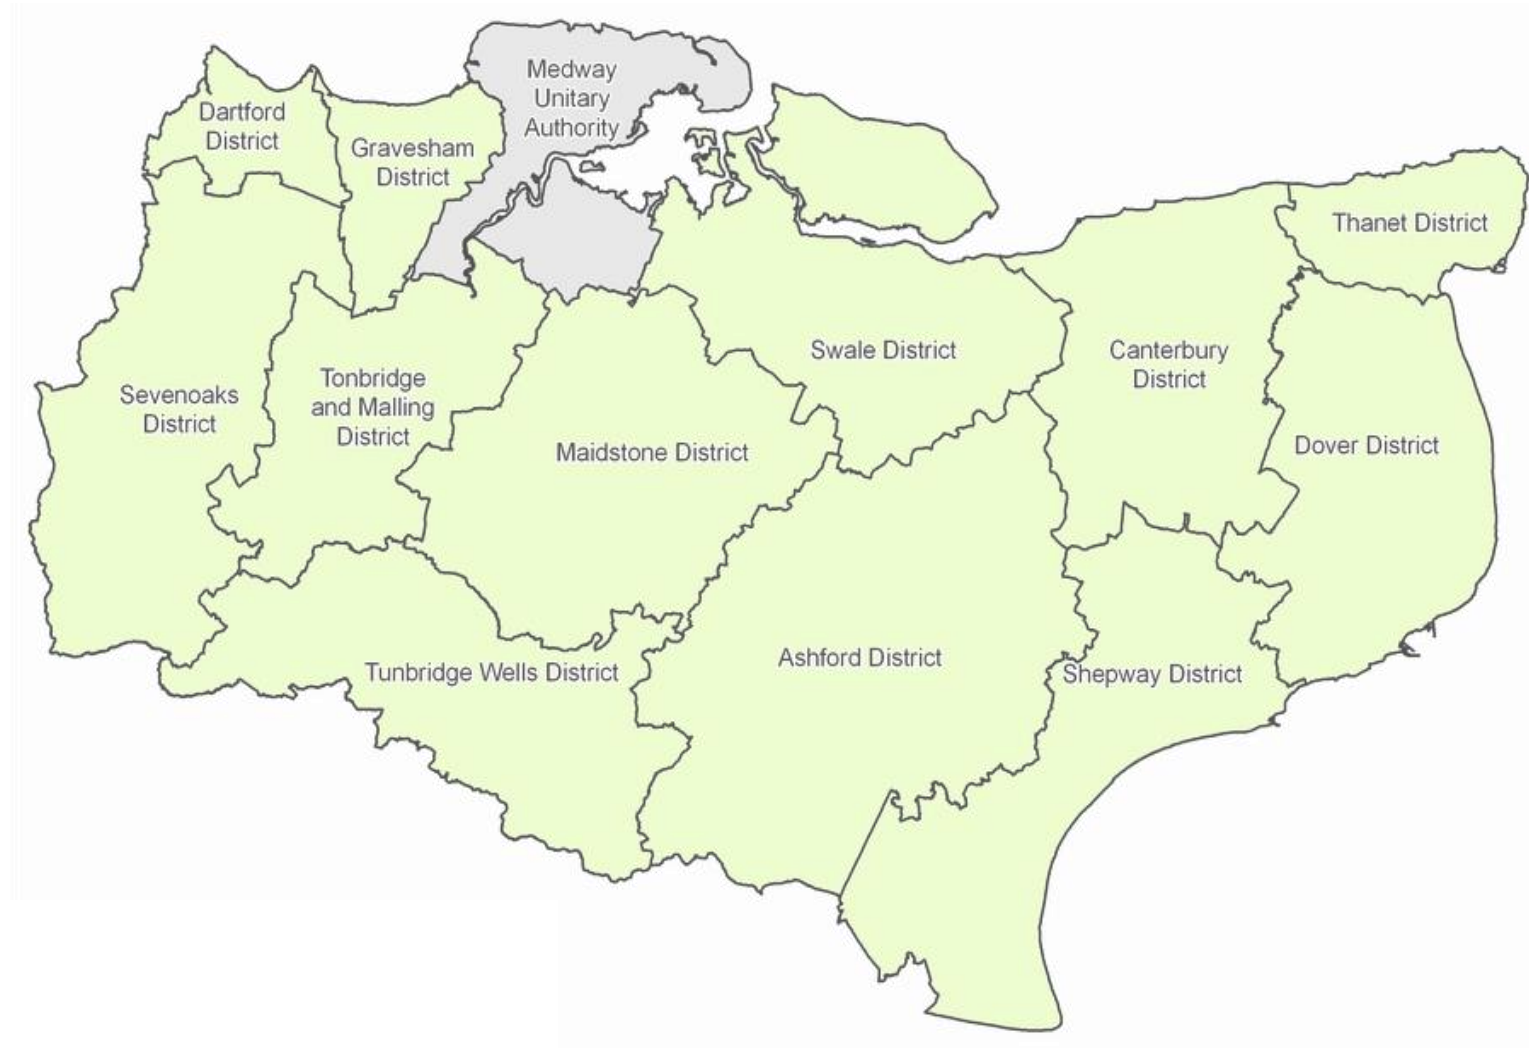 Medway
Unitary
Authority
Dartford
District
Gravesham
District
Thanet District
Swale District
Canterbury
District
Sevenoaks
District
Tonbridge
and Malling
District
Maidstone District
Dover District
Tunbridge Wells District
Ashford District
Shepway District